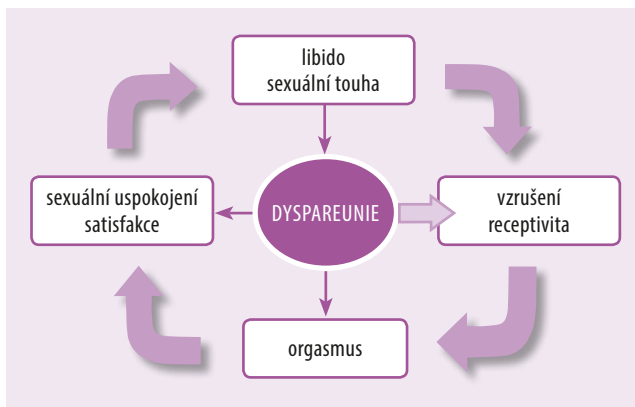 libido
sexuální touha
sexuální uspokojení
satisfakce
DYSPAREUNIE
vzrušení
receptivita
orgasmus